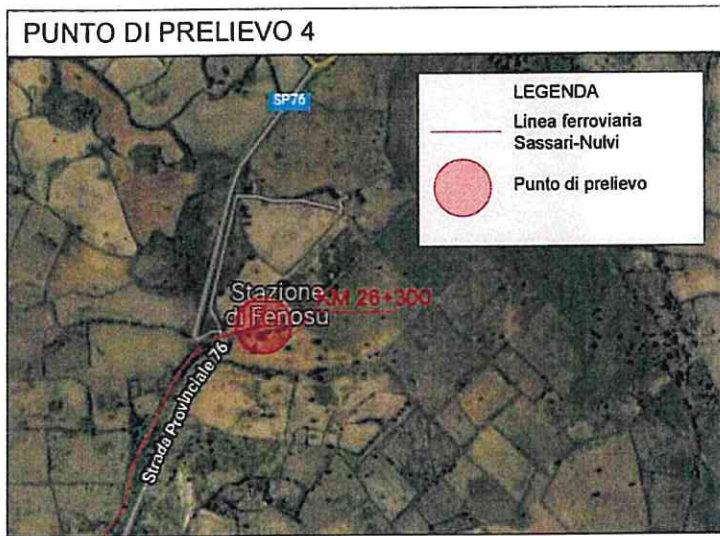 PUNTO DI PRELIEVO 4
SP76
LEGENDA
Linea ferroviaria
Sassari-Nulvi
Punto di prelievo
Stazione
di Fenosu
KM 26+300
Strada Provinciale 76